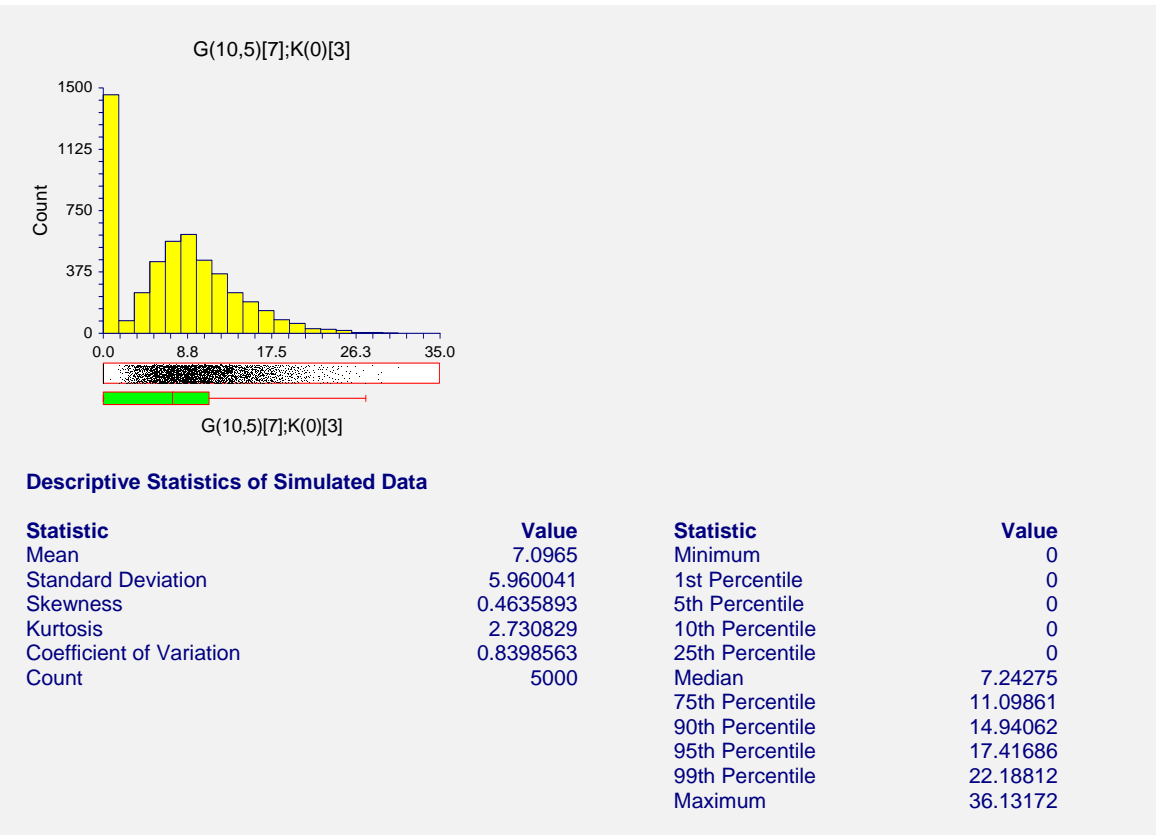 G(10,5)[7];K(0)[3]
1500
1125
750
375
0
Count
0.0 8.8 17.5 26.3 35.0
G(10,5)[7];K(0)[3]
Descriptive Statistics of Simulated Data
Statistic Value Statistic Value
Mean 7.0965 Minimum 0
Standard Deviation 5.960041 1st Percentile 0
Skewness 0.4635893 5th Percentile 0
Kurtosis 2.730829 10th Percentile 0
Coefficient of Variation 0.8398563 25th Percentile 0
Count 5000 Median 7.24275
75th Percentile 11.09861
90th Percentile 14.94062
95th Percentile 17.41686
99th Percentile 22.18812
Maximum 36.13172